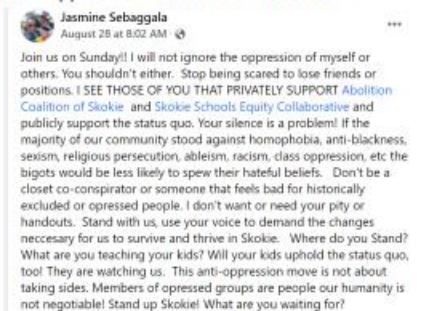 Jasmine Sebaggala
August 28 at 8:02 AM ·
Join us on Sunday!! I will not ignore the oppression of myself or
others. You shouldn't either.  Stop being scared to lose friends or
positions. I SEE THOSE OF YOU THAT PRIVATELY SUPPORT Abolition
Coalition of Skokie  and Skokie Schools Equity Collaborative and
publicly support the status quo. Your silence is a problem! If the
majority of our community stood against homophobia, anti-blackness,
sexism, religious persecution, ableism, racism, class oppression, etc the
bigots would be less likely to spew their hateful beliefs.   Don't be a
closet co-conspirator or someone that feels bad for historically
excluded or opressed people. I don't want or need your pity or
handouts.  Stand with us, use your voice to demand the changes
neccesary for us to survive and thrive in Skokie.   Where do you Stand?
What are you teaching your kids? Will your kids uphold the status quo,
too! They are watching us.  This anti-oppression move is not about
taking sides. Members of opressed groups are people our humanity is
not negotiable! Stand up Skokie! What are you waiting for?